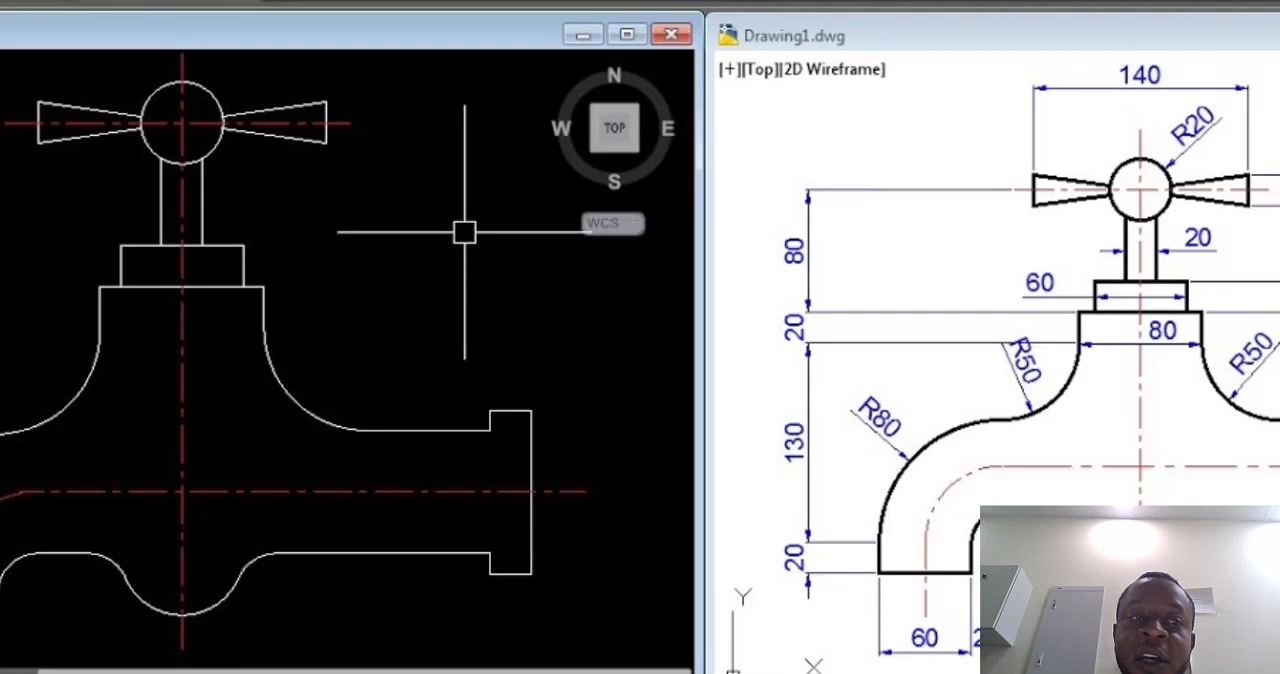 N
W TOP E
S
WCS
Drawing1.dwg
[+][Top][2D Wireframe]
140
R20
80
20
60
20
80
R50
R50
R80
130
20
Y
60
X